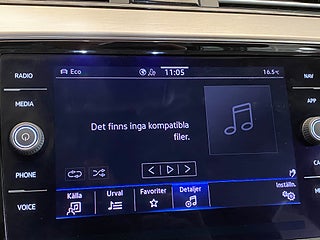 RADIO
Eco
11:05
16.5°C
NAV
MEDIA
APP
Det finns inga kompatibla
filer.
PHONE
VOICE
Källa
Urval
Favoriter
Detaljer
Inställn.